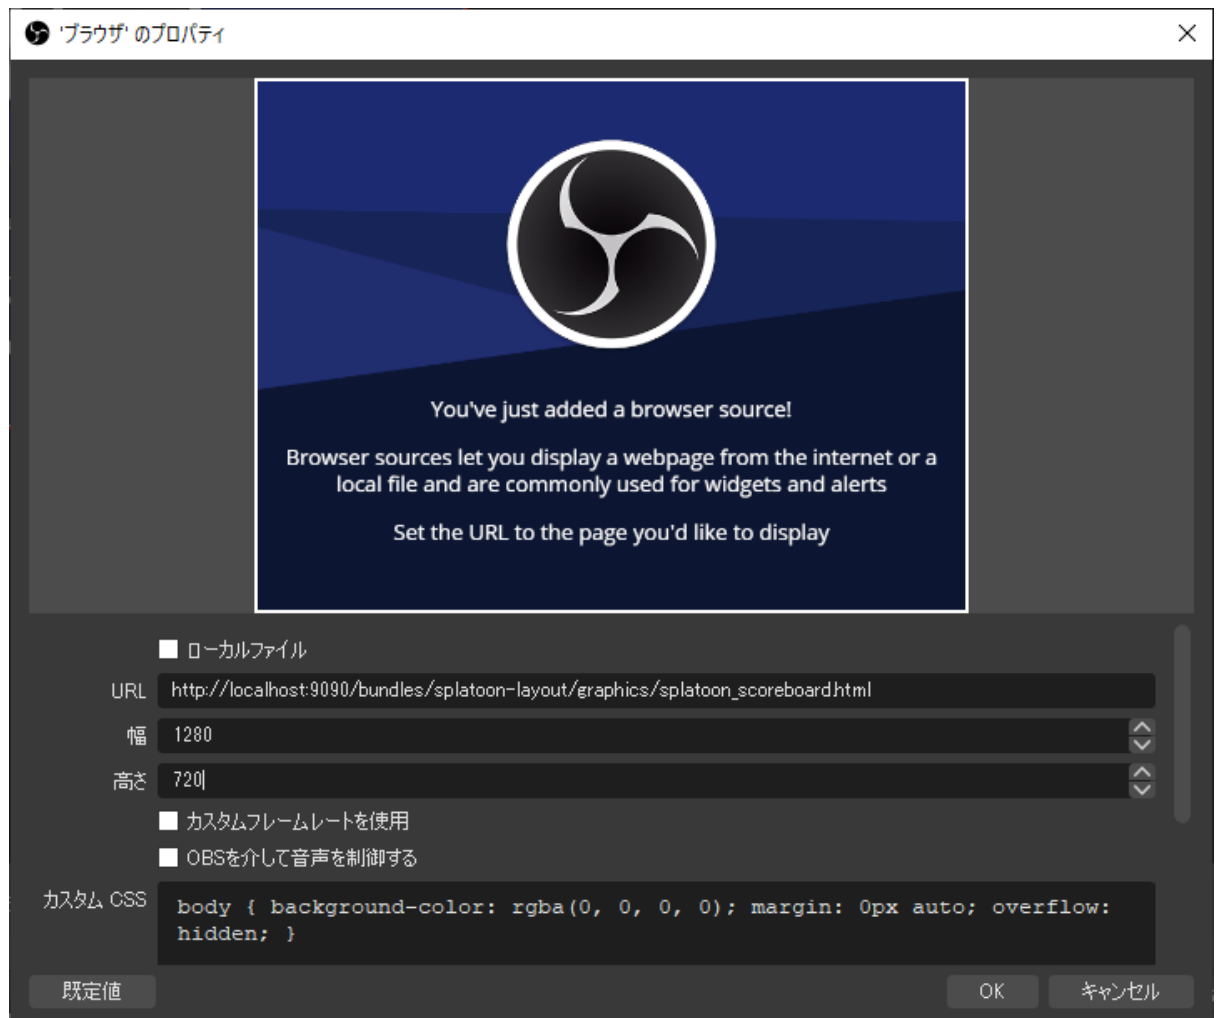 'ブラウザ' のプロパティ
You've just added a browser source!
Browser sources let you display a webpage from the internet or a
local file and are commonly used for widgets and alerts
Set the URL to the page you'd like to display
ローカルファイル
URL http://localhost:9090/bundles/splatoon-layout/graphics/splatoon_scoreboard.html
幅 1280
高さ 720
カスタムフレームレートを使用
OBSを介して音声を制御する
カスタム CSS body { background-color: rgba(0, 0, 0, 0); margin: 0px auto; overflow:
hidden; }
既定値 OK キャンセル